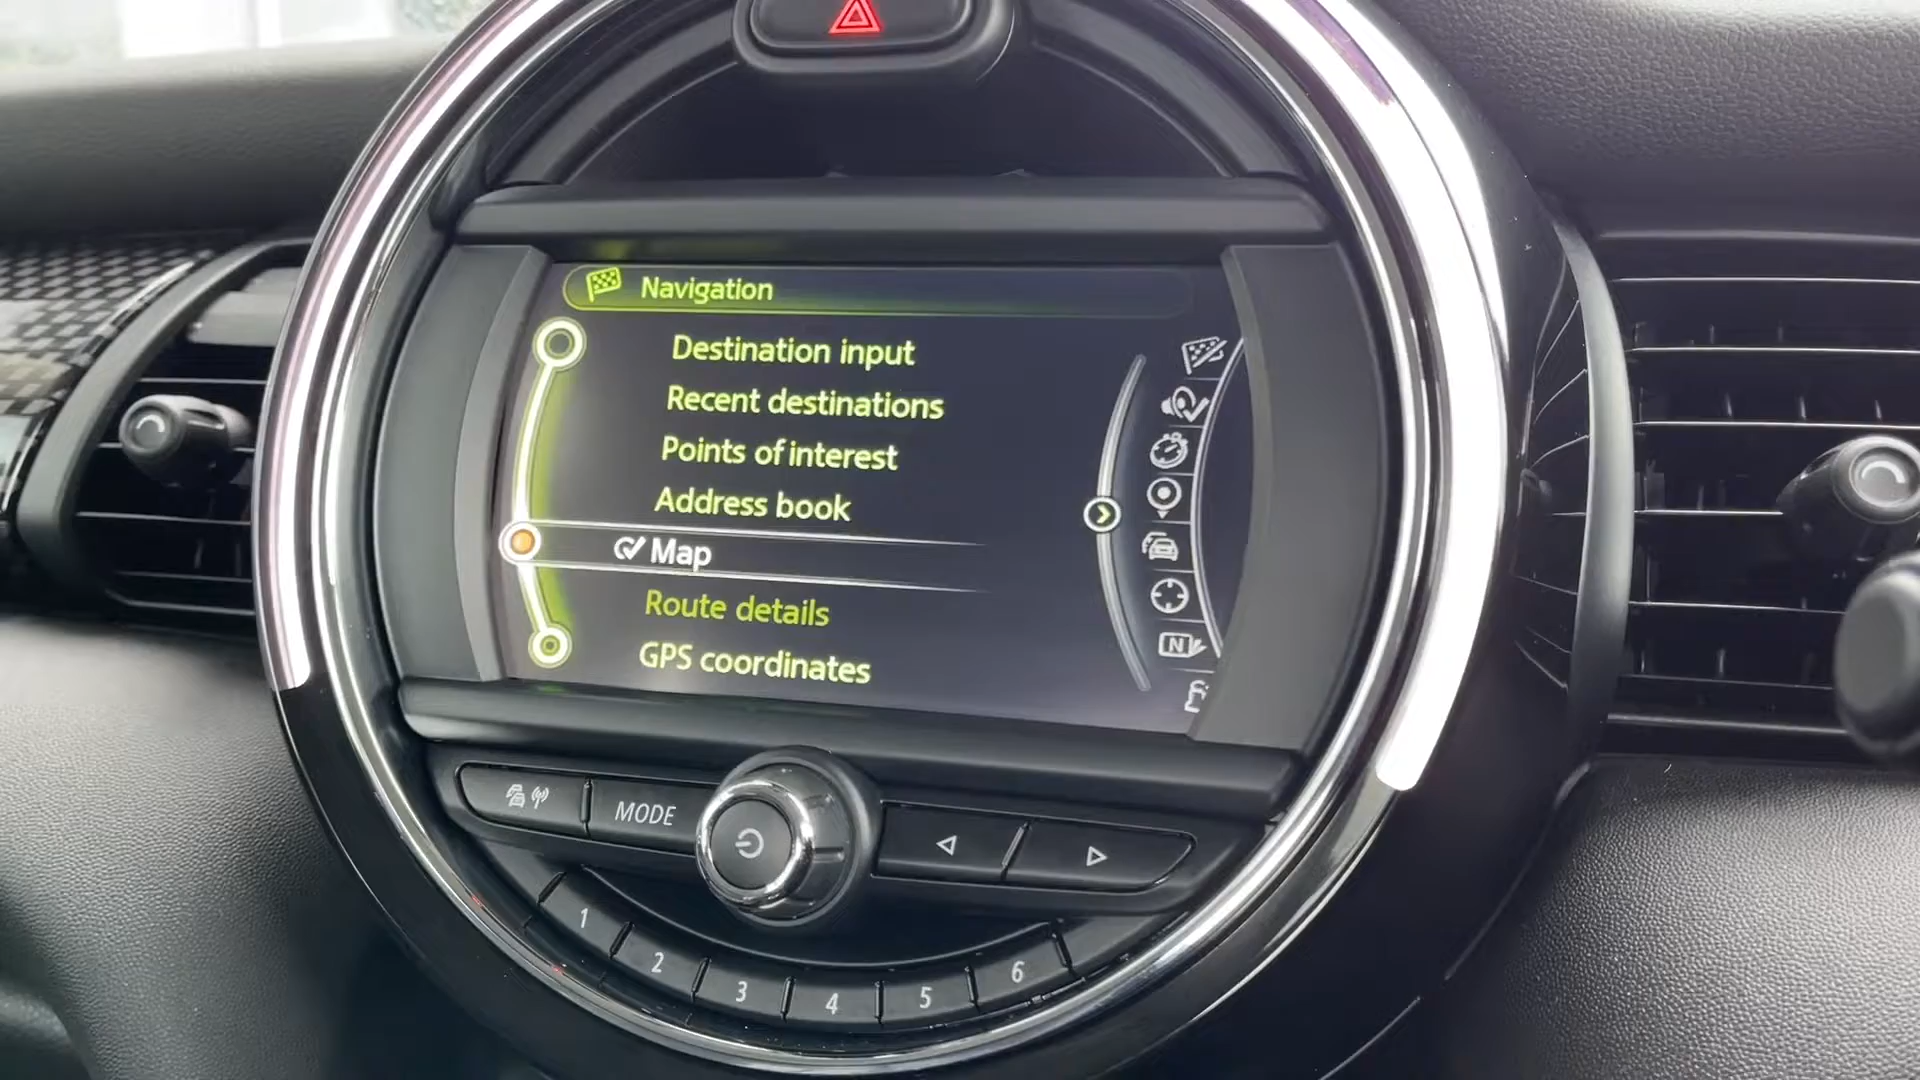 Navigation
Destination input
Recent destinations
Points of interest
Address book
Map
Route details
GPS coordinates
N
MODE
1
2
3
4
5
6